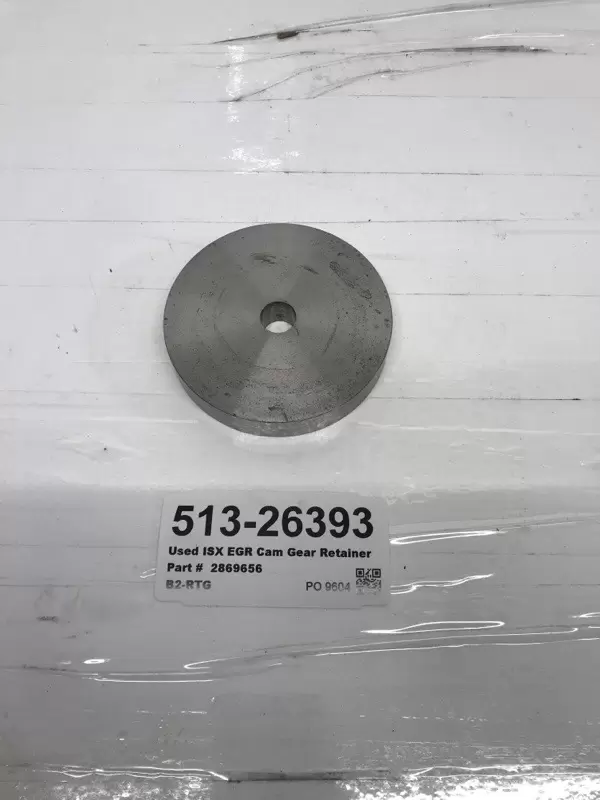 513-26393
Used ISX EGR Cam Gear Retainer
Part # 2869656
B2-RTG PO 9604